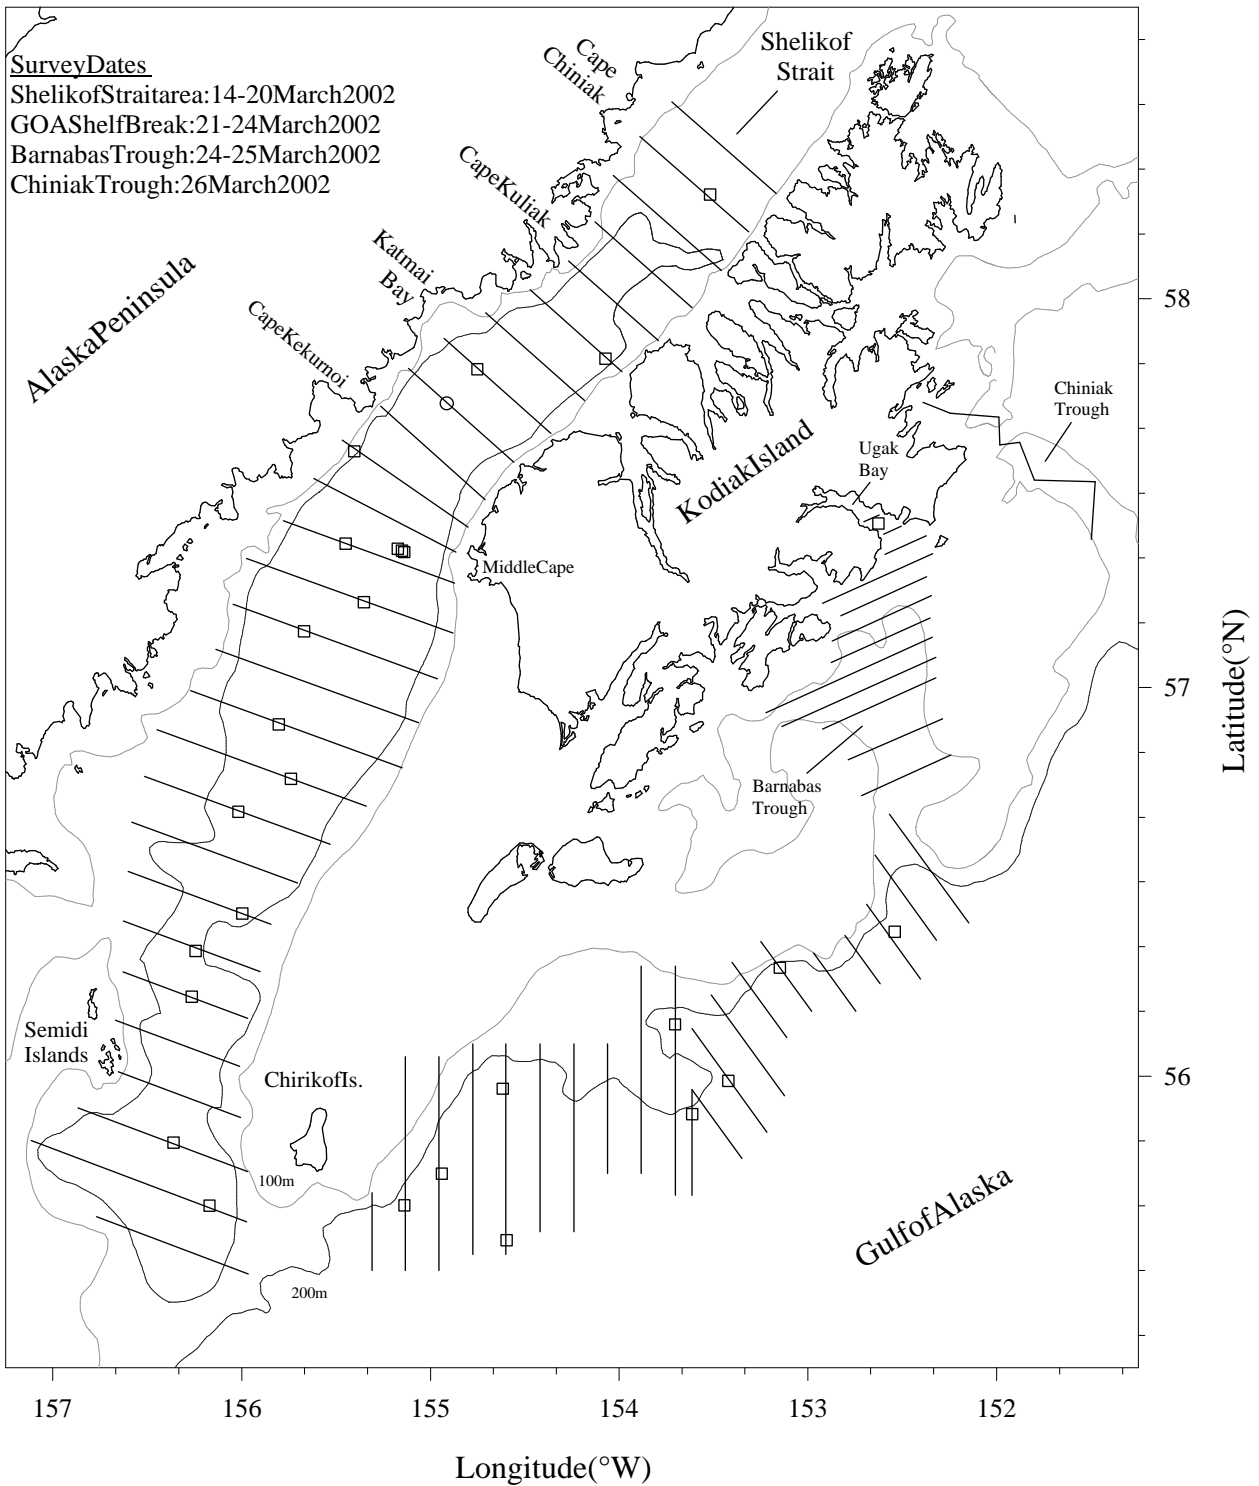 SurveyDates
ShelikofStraitarea:14-20March2002
GOAShelfBreak:21-24March2002
BarnabasTrough:24-25March2002
ChiniakTrough:26March2002
Shelikof
Strait
Cape
Chiniak
CapeKuliak
Katmai
Bay
CapeKekurnoi
AlaskaPeninsula
58
Chiniak
Trough
KodiakIsland
Ugak
Bay
MiddleCape
57
Latitude(°N)
Barnabas
Trough
Semidi
Islands
ChirikofIs.
56
100m
200m
GulfofAlaska
157
156
155
154
153
152
Longitude(°W)